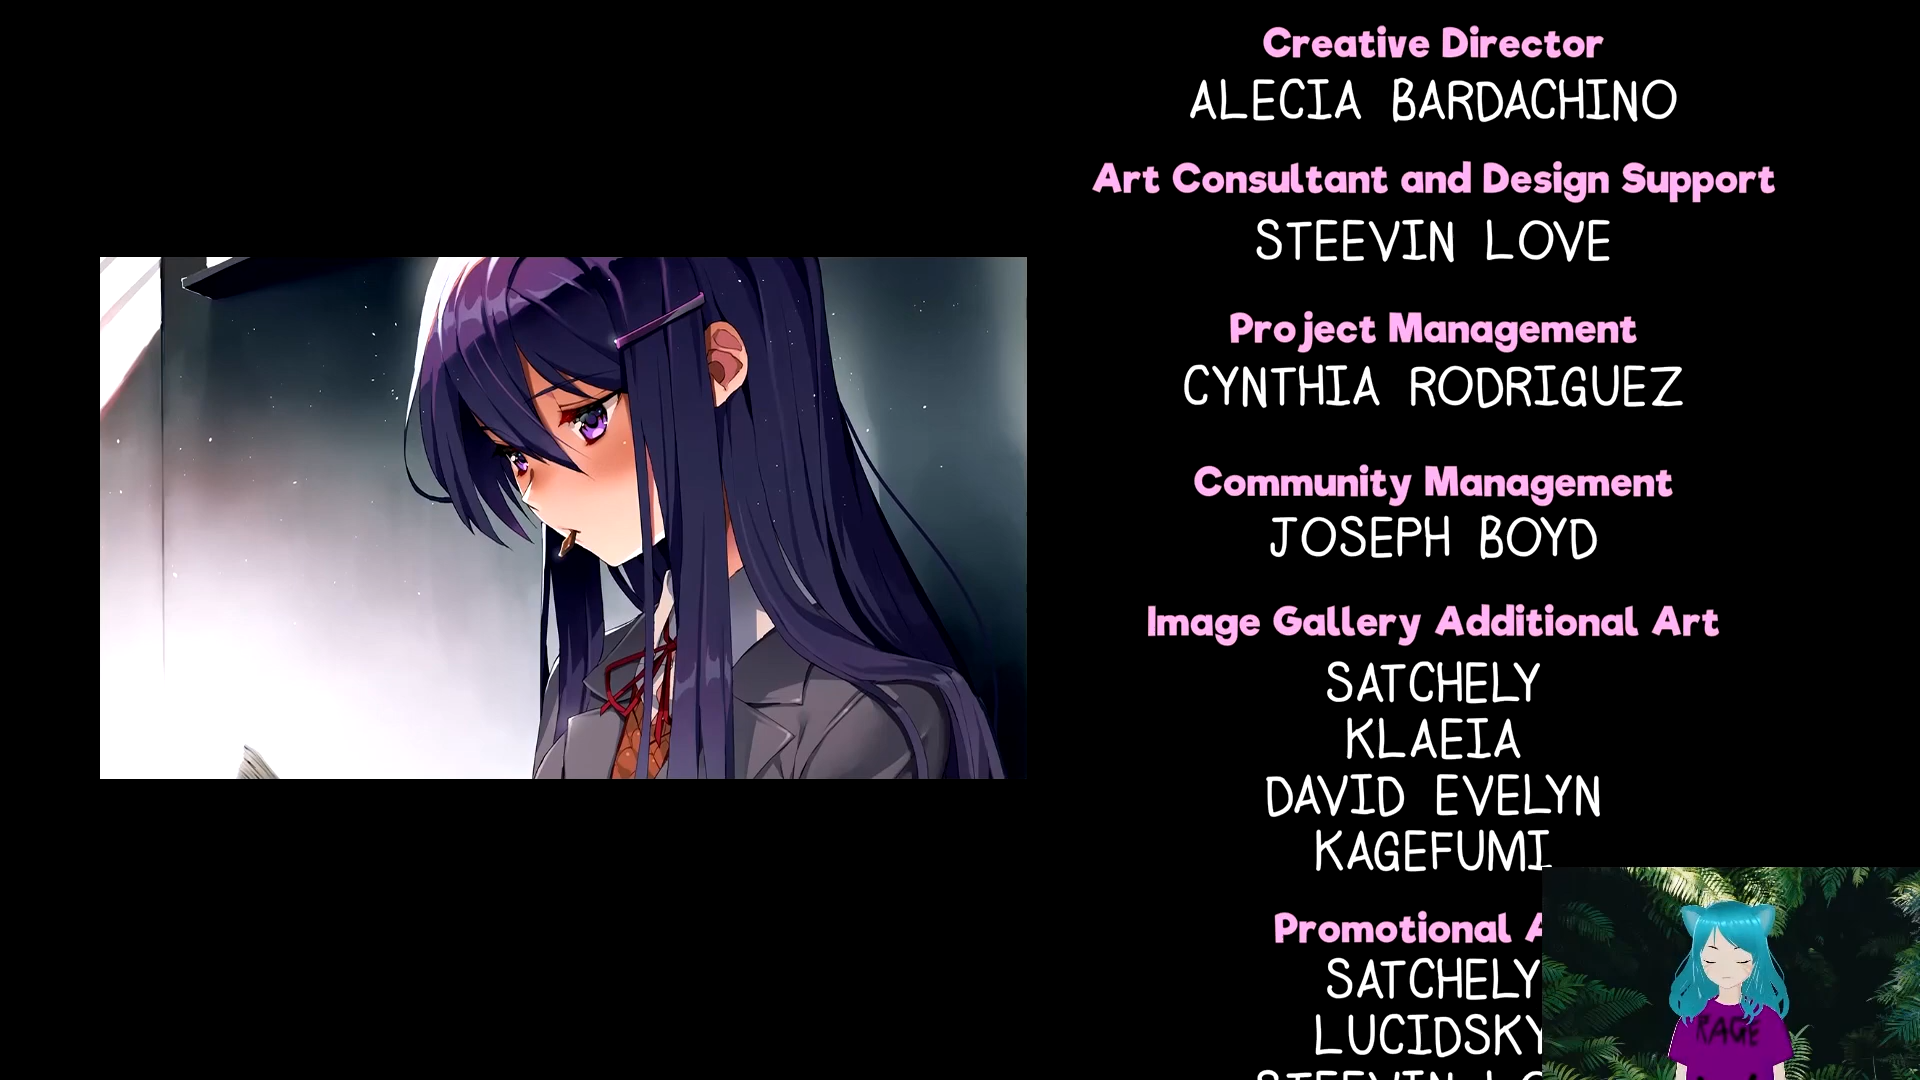 Creative Director
ALECIA BARDACHINO
Art Consultant and Design Support
STEEVIN LOVE
Project Management
CYNTHIA RODRIGUEZ
Community Management
JOSEPH BOYD
Image Gallery Additional Art
SATCHELY
KLAEIA
DAVID EVELYN
KAGEFUMI
Promotional
SATCHELY
LUCIDSKY
RAGE